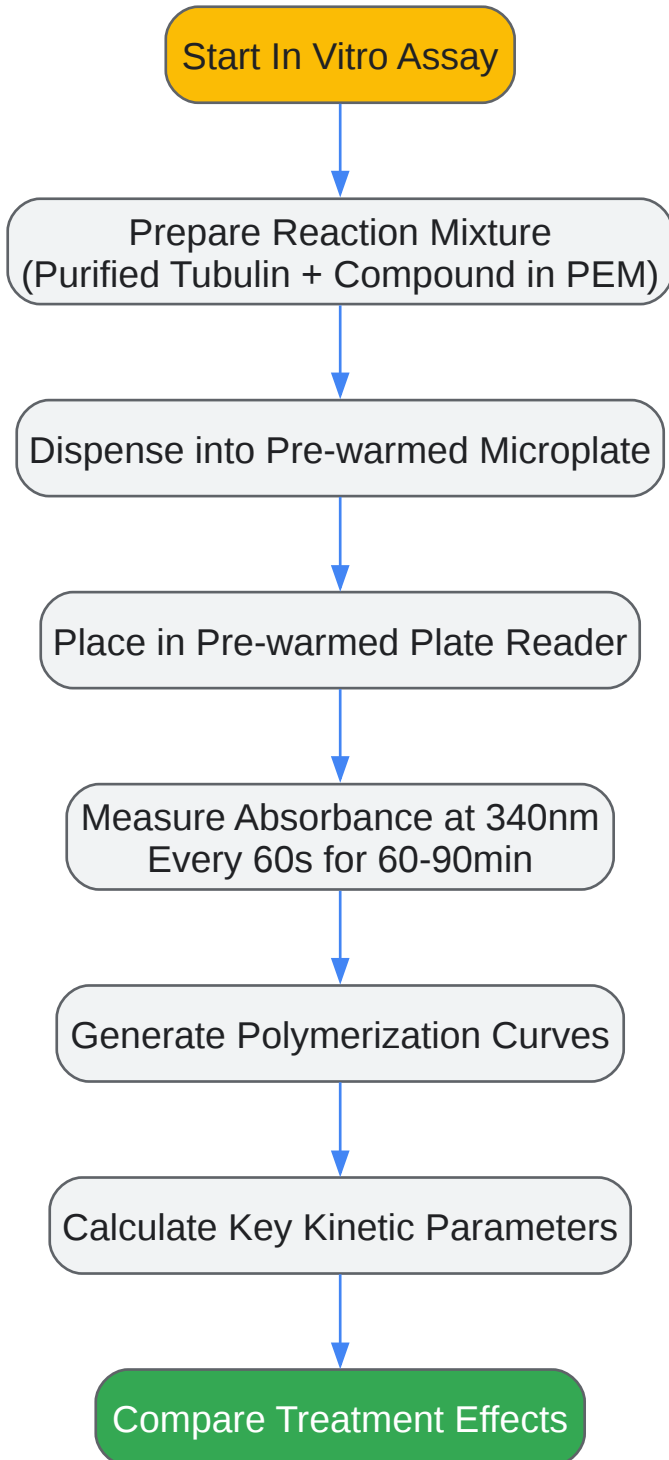 Start In Vitro Assay
Prepare Reaction Mixture
(Purified Tubulin + Compound in PEM)
Dispense into Pre-warmed Microplate
Place in Pre-warmed Plate Reader
Measure Absorbance at 340nm
Every 60s for 60-90min
Generate Polymerization Curves
Calculate Key Kinetic Parameters
Compare Treatment Effects